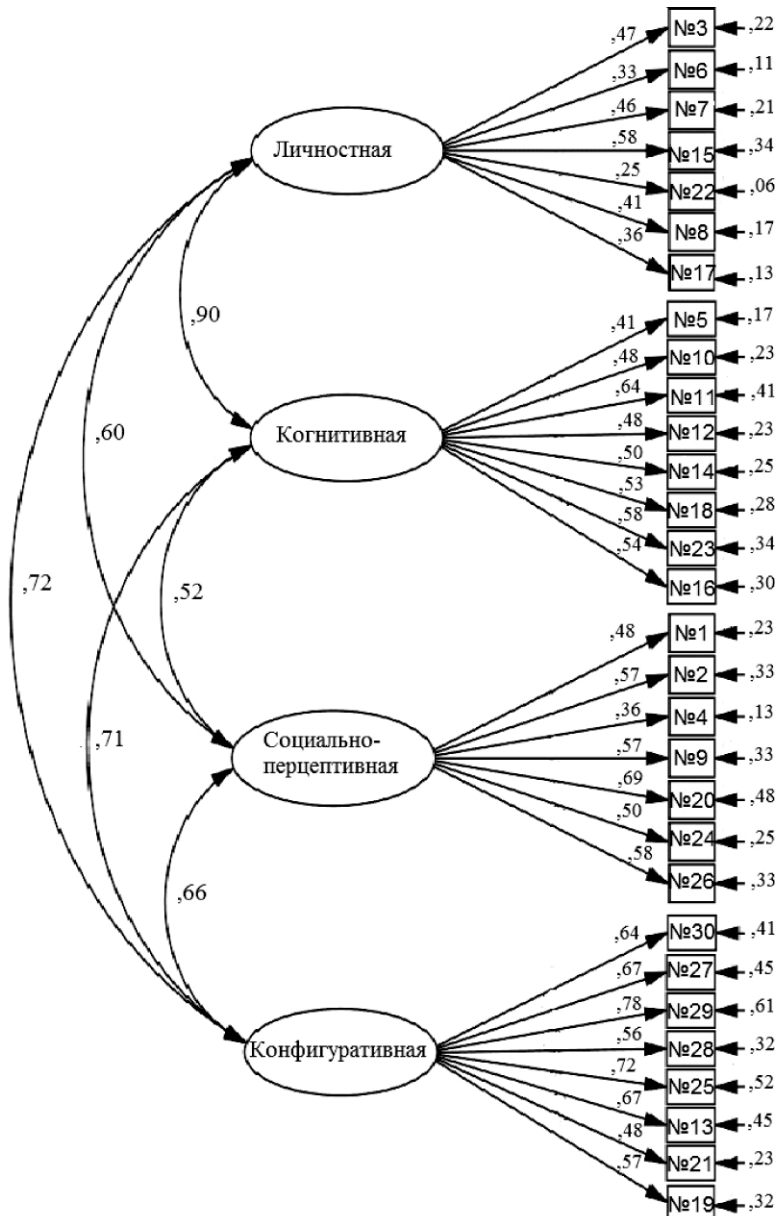 ,47 №3 ,22
,33 №6 ,11
,46 №7 ,21
Личностная ,58 №15 ,34
,25 №22 ,06
,41 №8 ,17
,36 №17 ,13
,90
,41 №5 ,17
,48 №10 ,23
,64 №11 ,41
Когнитивная ,48 №12 ,23
,50 №14 ,25
,53 №18 ,28
,58 №23 ,34
,54 №16 ,30
,60
,72
,52
,71
,48 №1 ,23
,57 №2 ,33
,36 №4 ,13
Социально-
перцептивная ,57 №9 ,33
,69 №20 ,48
,50 №24 ,25
,58 №26 ,33
,66
,64 №30 ,41
,67 №27 ,45
,78 №29 ,61
Конфигуративная ,56 №28 ,32
,72 №25 ,52
,67 №13 ,45
,48 №21 ,23
,57 №19 ,32